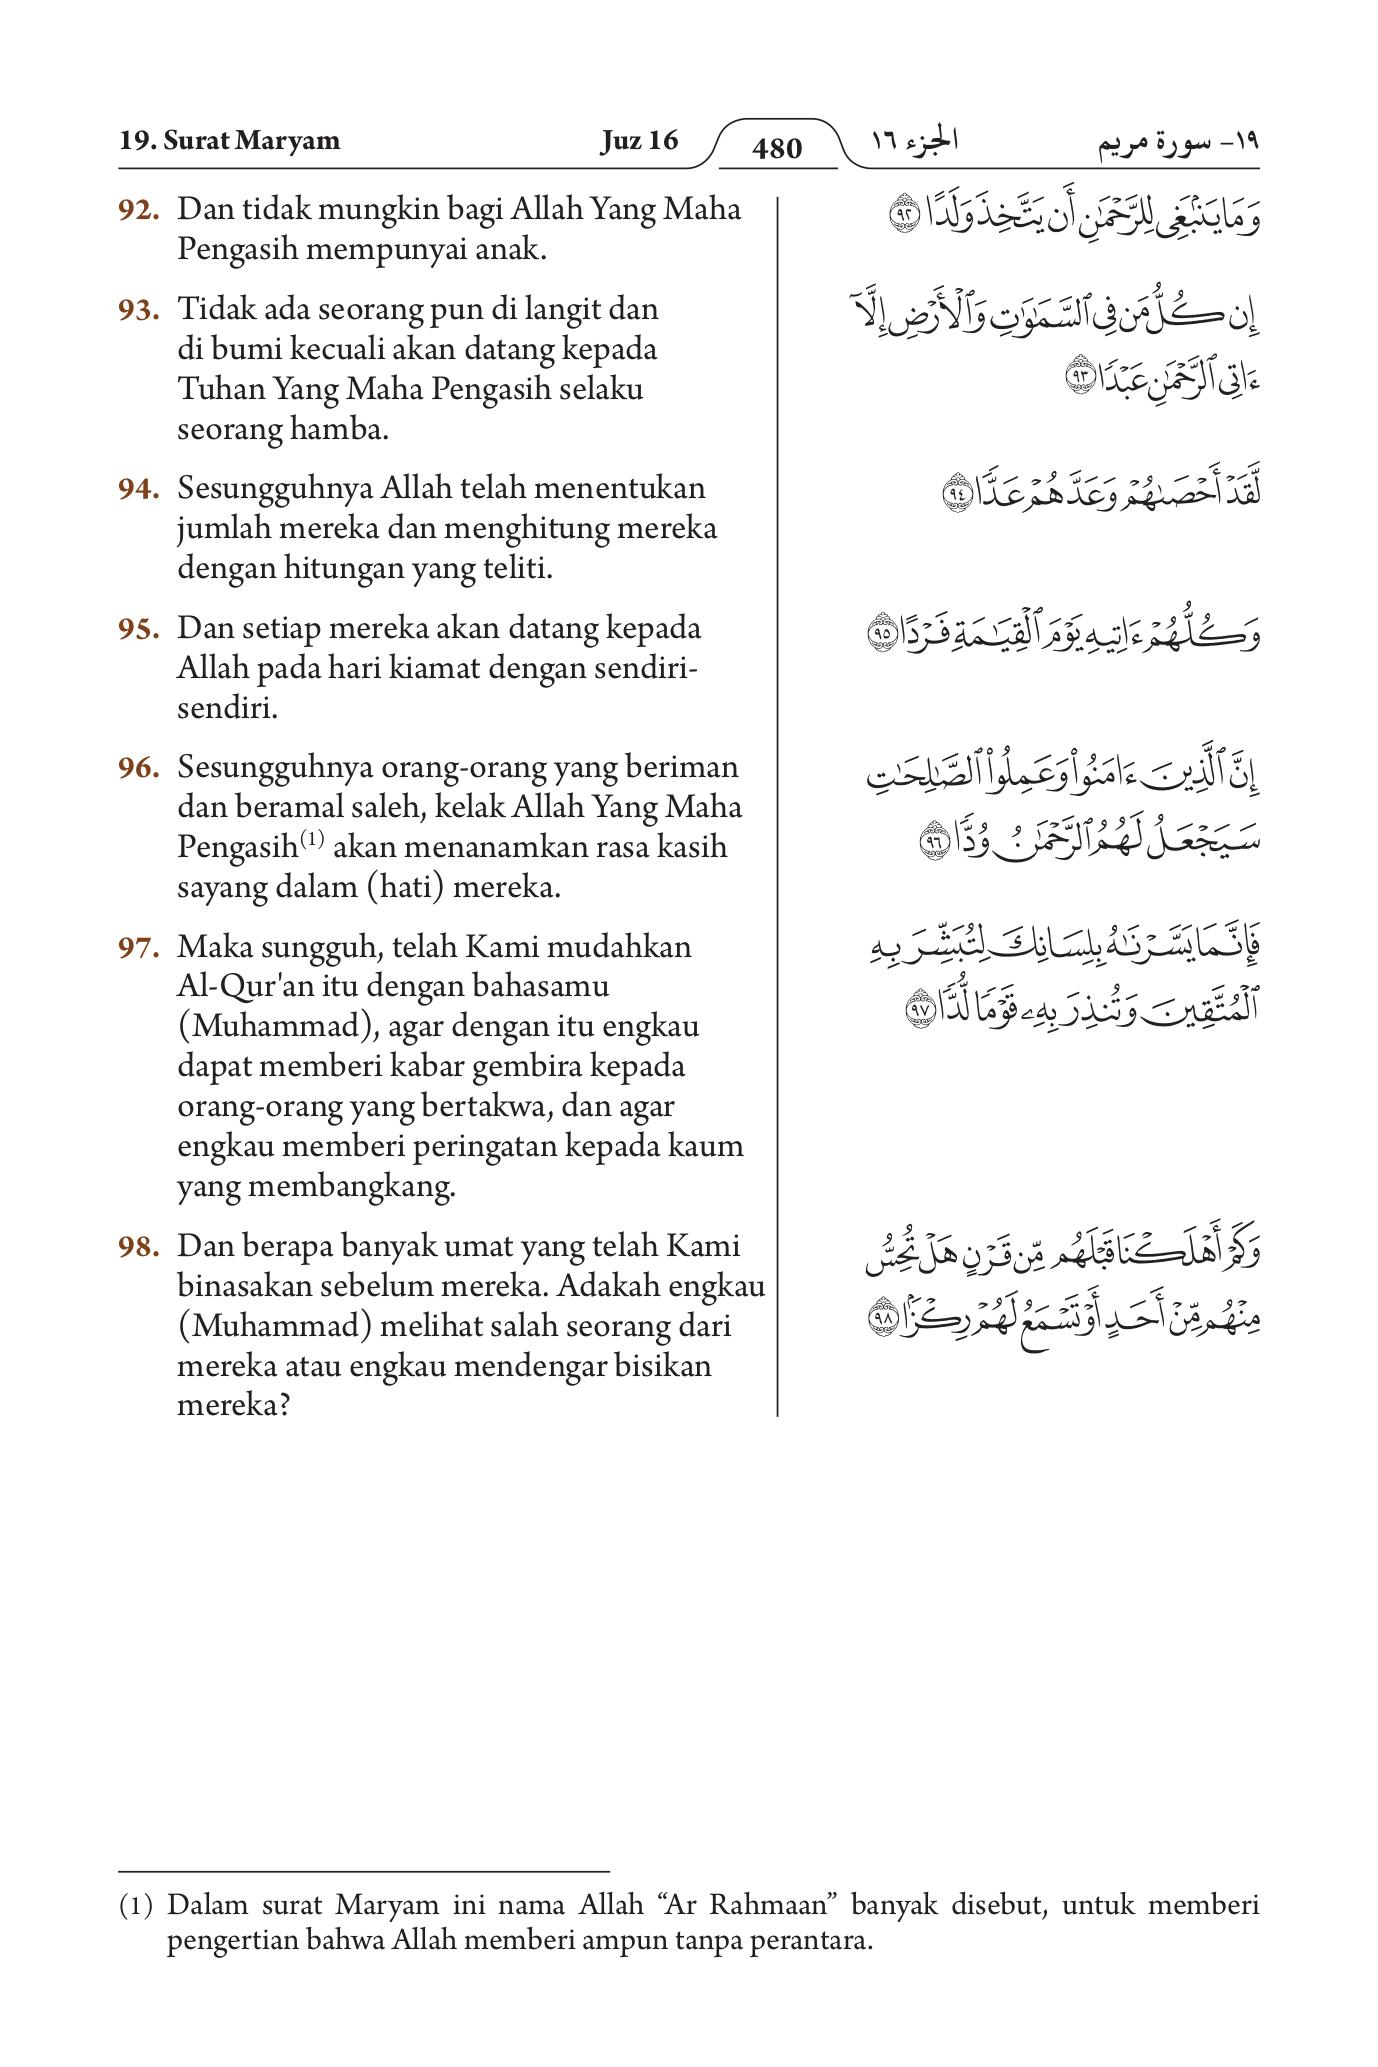 19. Surat Maryam
Juz 16
480
الجزء ١٦
١٩- سورة مريم
92. Dan tidak mungkin bagi Allah Yang Maha
Pengasih mempunyai anak.
93. Tidak ada seorang pun di langit dan
di bumi kecuali akan datang kepada
Tuhan Yang Maha Pengasih selaku
seorang hamba.
94. Sesungguhnya Allah telah menentukan
jumlah mereka dan menghitung mereka
dengan hitungan yang teliti.
95. Dan setiap mereka akan datang kepada
Allah pada hari kiamat dengan sendiri-
sendiri.
96. Sesungguhnya orang-orang yang beriman
dan beramal saleh, kelak Allah Yang Maha
Pengasih(1) akan menanamkan rasa kasih
sayang dalam (hati) mereka.
97. Maka sungguh, telah Kami mudahkan
Al-Qur'an itu dengan bahasamu
(Muhammad), agar dengan itu engkau
dapat memberi kabar gembira kepada
orang-orang yang bertakwa, dan agar
engkau memberi peringatan kepada kaum
yang membangkang.
98. Dan berapa banyak umat yang telah Kami
binasakan sebelum mereka. Adakah engkau
(Muhammad) melihat salah seorang dari
mereka atau engkau mendengar bisikan
mereka?
وَمَا يَنۢبَغِى لِلرَّحْمَٰنِ أَن يَتَّخِذَ وَلَدًا ٩٢
إِن كُلُّ مَن فِى ٱلسَّمَٰوَٰتِ وَٱلْأَرْضِ إِلَّآ
ءَاتِى ٱلرَّحْمَٰنِ عَبْدًا ٩٣
لَّقَدْ أَحْصَىٰهُمْ وَعَدَّهُمْ عَدًّا ٩٤
وَكُلُّهُمْ ءَاتِيهِ يَوْمَ ٱلْقِيَٰمَةِ فَرْدًا ٩٥
إِنَّ ٱلَّذِينَ ءَامَنُوا۟ وَعَمِلُوا۟ ٱلصَّٰلِحَٰتِ
سَيَجْعَلُ لَهُمُ ٱلرَّحْمَٰنُ وُدًّا ٩٦
فَإِنَّمَا يَسَّرْنَٰهُ بِلِسَانِكَ لِتُبَشِّرَ بِهِ
ٱلْمُتَّقِينَ وَتُنذِرَ بِهِۦ قَوْمًا لُّدًّا ٩٧
وَكَمْ أَهْلَكْنَا قَبْلَهُم مِّن قَرْنٍ هَلْ تُحِسُّ
مِنْهُم مِّنْ أَحَدٍ أَوْ تَسْمَعُ لَهُمْ رِكْزًۢا ٩٨
(1) Dalam surat Maryam ini nama Allah “Ar Rahmaan” banyak disebut, untuk memberi
pengertian bahwa Allah memberi ampun tanpa perantara.